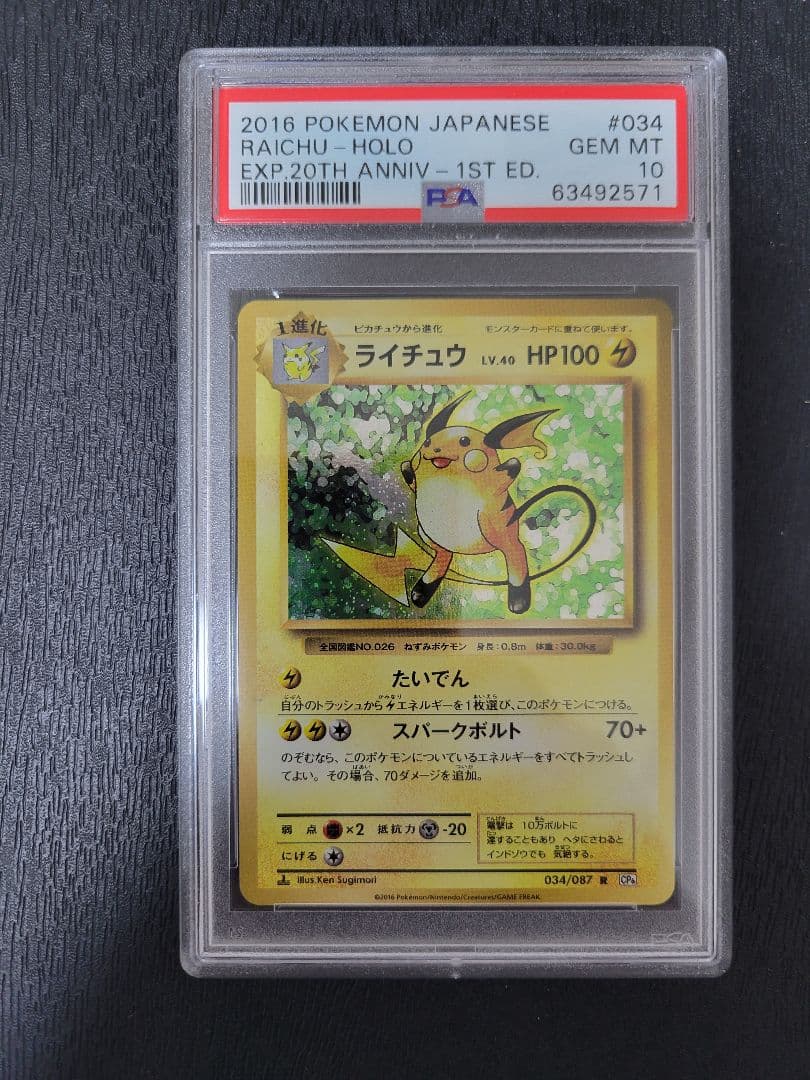 2016 POKEMON JAPANESE #034
RAICHU - HOLO GEM MT
EXP.20TH ANNIV - 1ST ED. 10
PSA 63492571
1進化 ピカチュウから進化 モンスターカードに重ねて使います。
ライチュウ LV.40 HP100
全国図鑑NO.026 ねずみポケモン 身長:0.8m 体重:30.0kg
たいでん
自分のトラッシュからエネルギーを1枚選び、このポケモンにつける。
スパークボルト 70+
のぞむなら、このポケモンについているエネルギーをすべてトラッシュし
てよい。その場合、70ダメージを追加。
弱点 ×2 抵抗力 -20
にげる
電撃は 10万ボルトに
達することもあり ヘタにさわると
インドゾウでも 気絶する。
Illus.Ken Sugimori 034/087 R CP6
©2016 Pokémon/Nintendo/Creatures/GAME FREAK.
PSA